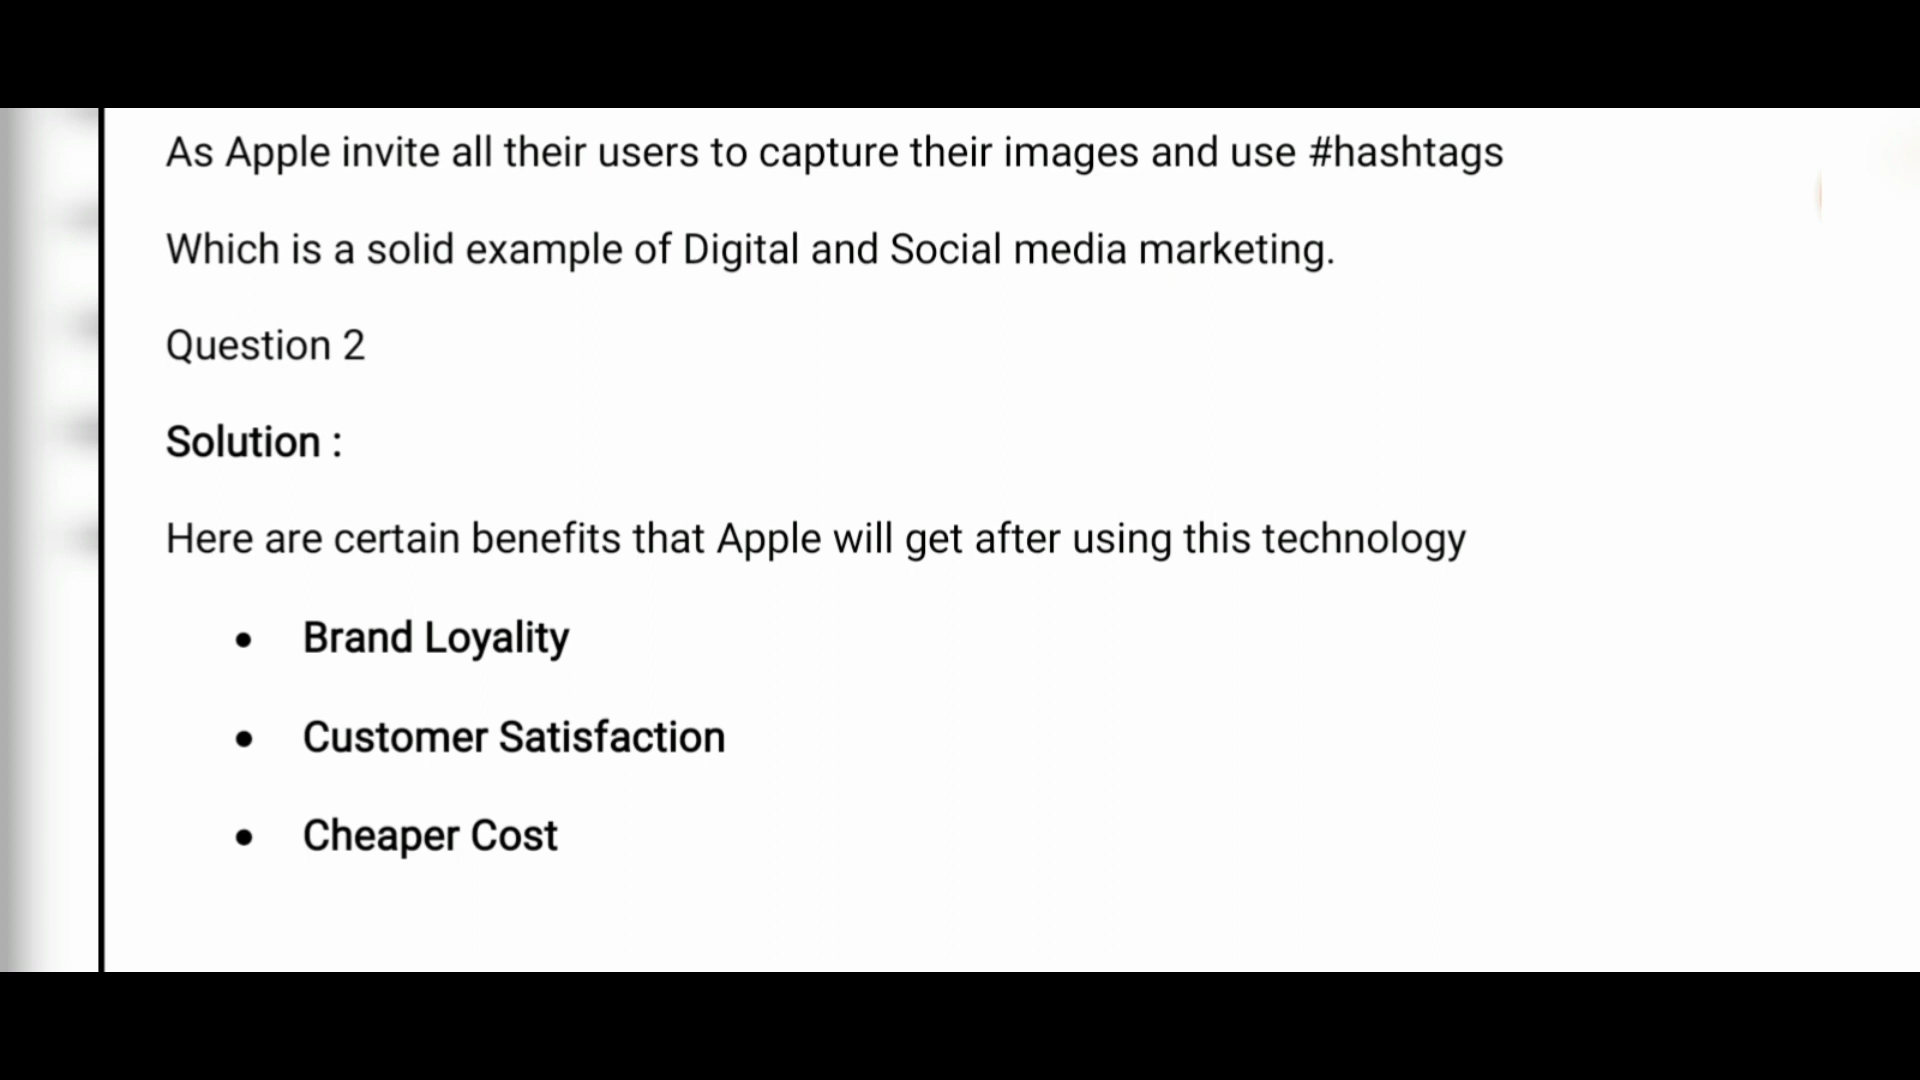 As Apple invite all their users to capture their images and use #hashtags
Which is a solid example of Digital and Social media marketing.
Question 2
Solution :
Here are certain benefits that Apple will get after using this technology
• Brand Loyality
• Customer Satisfaction
• Cheaper Cost